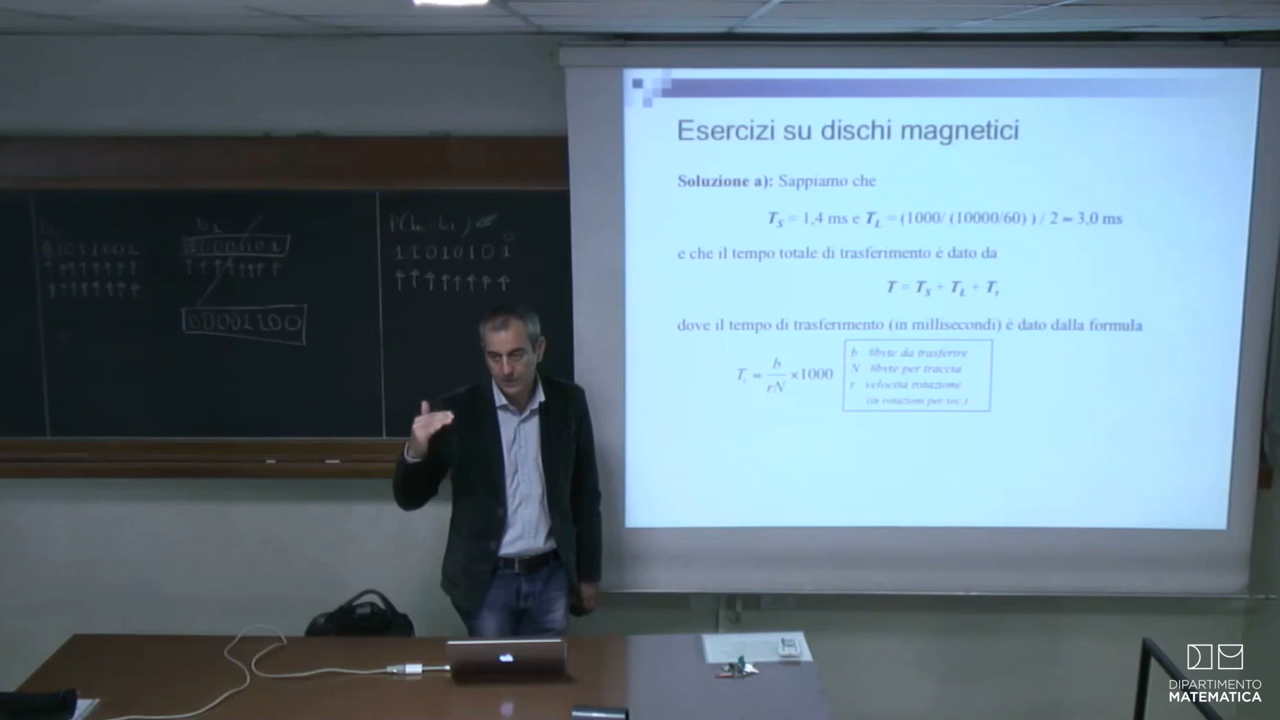 Esercizi su dischi magnetici
Soluzione a): Sappiamo che
T_S = 1,4 ms e T_L = (1000/ (10000/60) ) / 2 ≈ 3,0 ms
e che il tempo totale di trasferimento è dato da
T = T_S + T_L + T_t
dove il tempo di trasferimento (in millisecondi) è dato dalla formula
T_t = b/rN ×1000
b #byte da trasferire
N #byte per traccia
r velocità rotazione
(in rotazioni per sec.)
00001100
1101010
DIPARTIMENTO
MATEMATICA